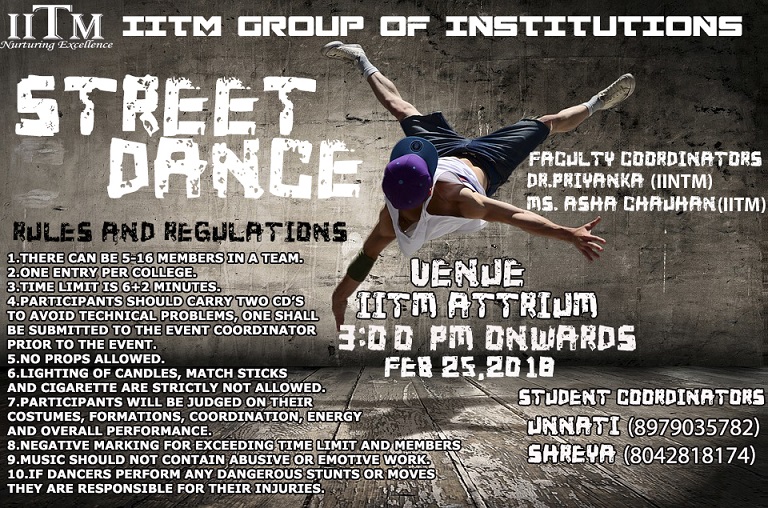 IITM
Nurturing Excellence
IITM GROUP OF INSTITUTIONS
STREET
DANCE
RULES AND REGULATIONS
1.THERE CAN BE 5-16 MEMBERS IN A TEAM.
2.ONE ENTRY PER COLLEGE.
3.TIME LIMIT IS 6+2 MINUTES.
4.PARTICIPANTS SHOULD CARRY TWO CD'S
TO AVOID TECHNICAL PROBLEMS, ONE SHALL
BE SUBMITTED TO THE EVENT COORDINATOR
PRIOR TO THE EVENT.
5.NO PROPS ALLOWED.
6.LIGHTING OF CANDLES, MATCH STICKS
AND CIGARETTE ARE STRICTLY NOT ALLOWED.
7.PARTICIPANTS WILL BE JUDGED ON THEIR
COSTUMES, FORMATIONS, COORDINATION, ENERGY
AND OVERALL PERFORMANCE.
8.NEGATIVE MARKING FOR EXCEEDING TIME LIMIT AND MEMBERS
9.MUSIC SHOULD NOT CONTAIN ABUSIVE OR EMOTIVE WORK.
10.IF DANCERS PERFORM ANY DANGEROUS STUNTS OR MOVES
THEY ARE RESPONSIBLE FOR THEIR INJURIES.
FACULTY COORDINATORS
DR.PRIYANKA (IINTM)
MS. ASHA CHAUHAN(IITM)
VENUE
IITM ATTRIUM
3:00 PM ONWARDS
FEB 25,2018
STUDENT COORDINATORS
UNNATI (8979035782)
SHREYA (8042818174)